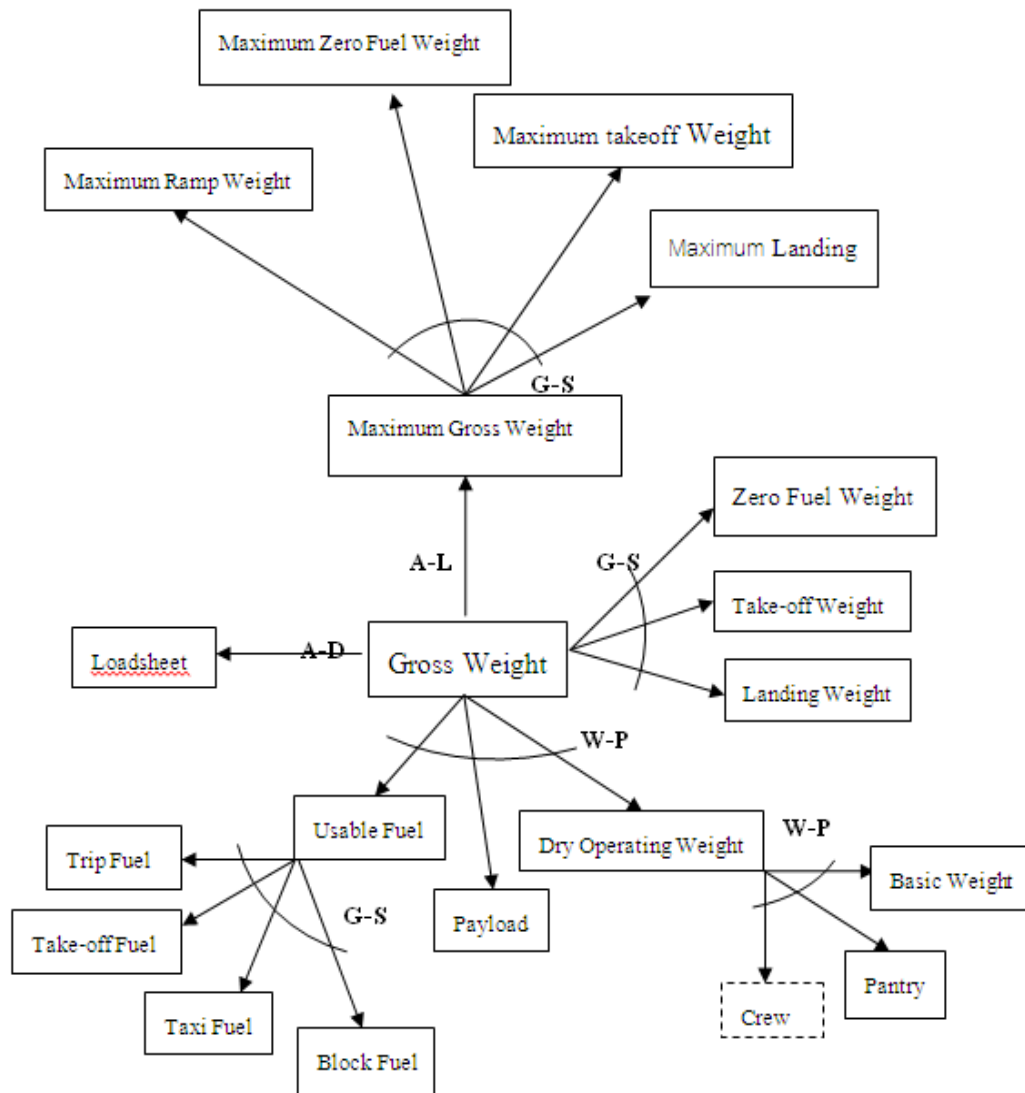 Maximum Zero Fuel Weight
Maximum takeoff Weight
Maximum Ramp Weight
Maximum Landing
G-S
Maximum Gross Weight
Zero Fuel Weight
A-L
G-S
Take-off Weight
Loadsheet
A-D
Gross Weight
Landing Weight
W-P
Usable Fuel
Dry Operating Weight
W-P
Trip Fuel
Basic Weight
G-S
Payload
Take-off Fuel
Pantry
Taxi Fuel
Crew
Block Fuel